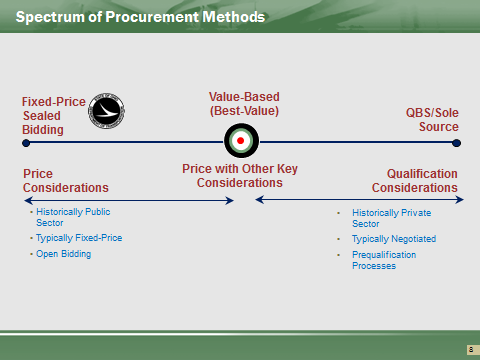 Spectrum of Procurement Methods
Fixed-Price
Sealed
Bidding
Value-Based
(Best-Value)
QBS/Sole
Source
Price
Considerations
Price with Other Key
Considerations
Qualification
Considerations
• Historically Public
Sector
• Typically Fixed-Price
• Open Bidding
• Historically Private
Sector
• Typically Negotiated
• Prequalification
Processes
8